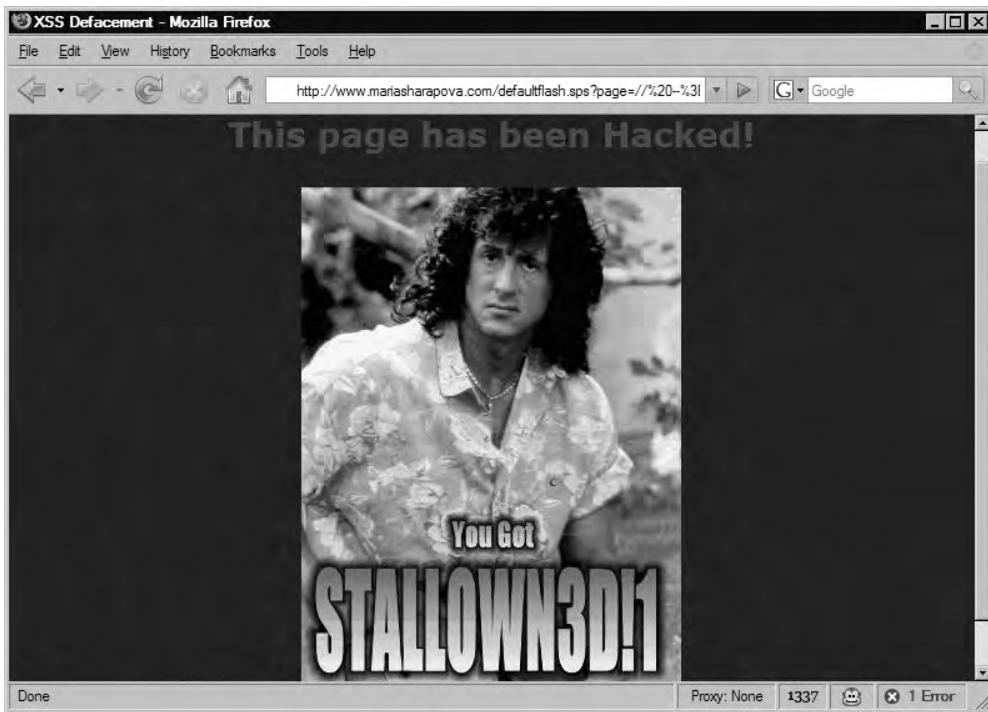 XSS Defacement - Mozilla Firefox
File Edit View History Bookmarks Tools Help
http://www.mariasharapova.com/defaultflash.sps?page=//%20--%3E
G Google
This page has been Hacked!
You Got
STALLOWN3D!1
Done Proxy: None 1337 1 Error